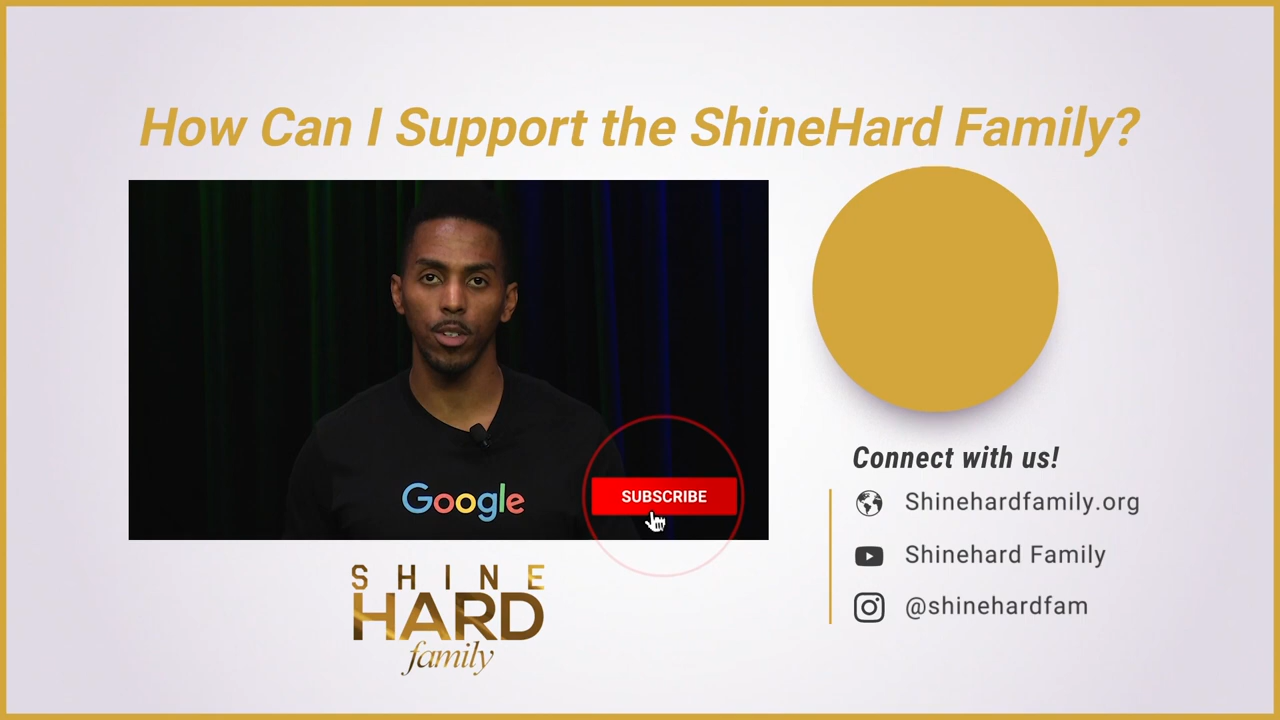 How Can I Support the ShineHard Family?
Google
SUBSCRIBE
SHINE
HARD
family
Connect with us!
Shinehardfamily.org
Shinehard Family
@shinehardfam